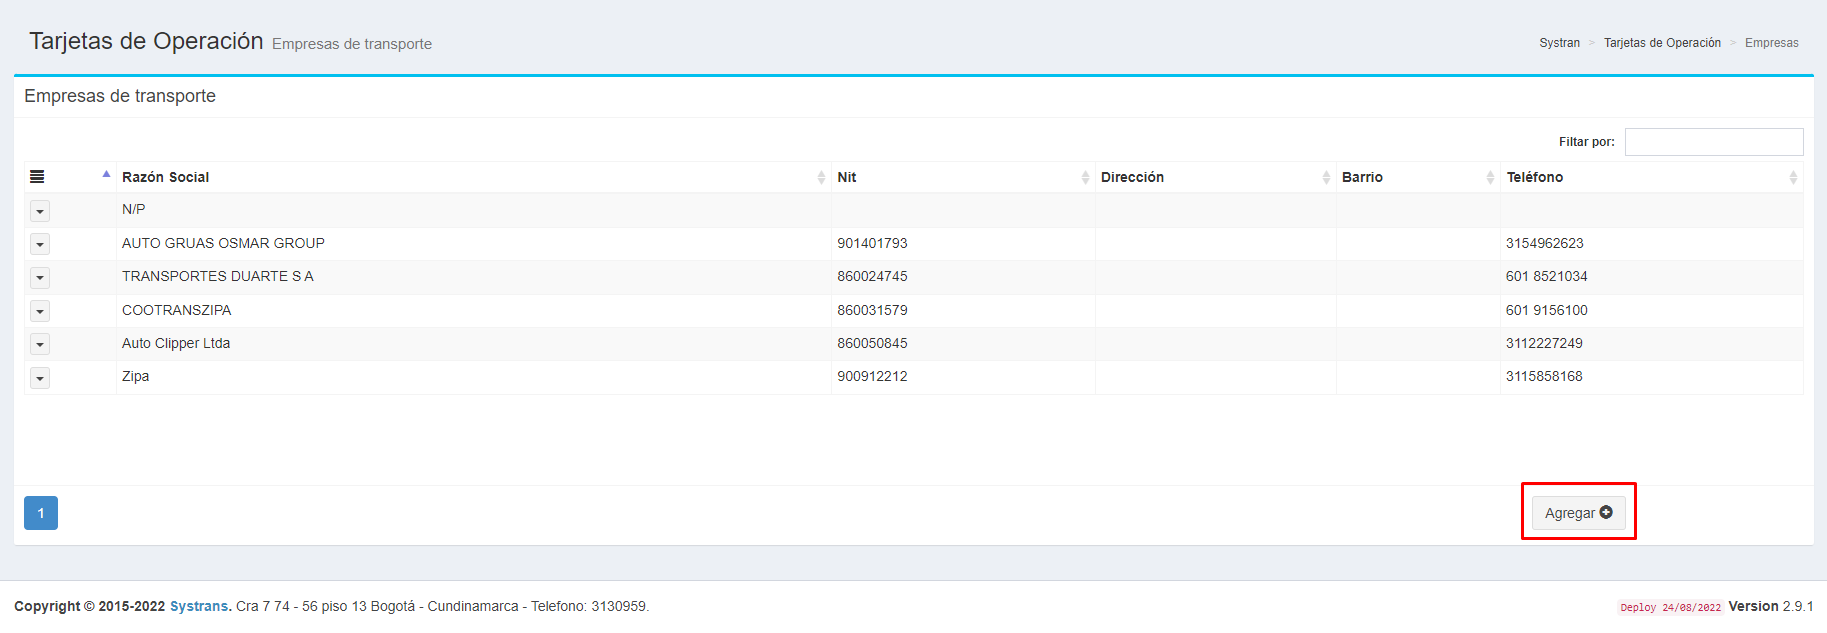 Tarjetas de Operación Empresas de transporte
Systran > Tarjetas de Operación > Empresas
Empresas de transporte
Filtar por:
Razón Social Nit Dirección Barrio Teléfono
N/P
AUTO GRUAS OSMAR GROUP 901401793 3154962623
TRANSPORTES DUARTE S A 860024745 601 8521034
COOTRANSZIPA 860031579 601 9156100
Auto Clipper Ltda 860050845 3112227249
Zipa 900912212 3115858168
1 Agregar
Copyright © 2015-2022 Systrans. Cra 7 74 - 56 piso 13 Bogotá - Cundinamarca - Telefono: 3130959. Deploy 24/08/2022 Version 2.9.1